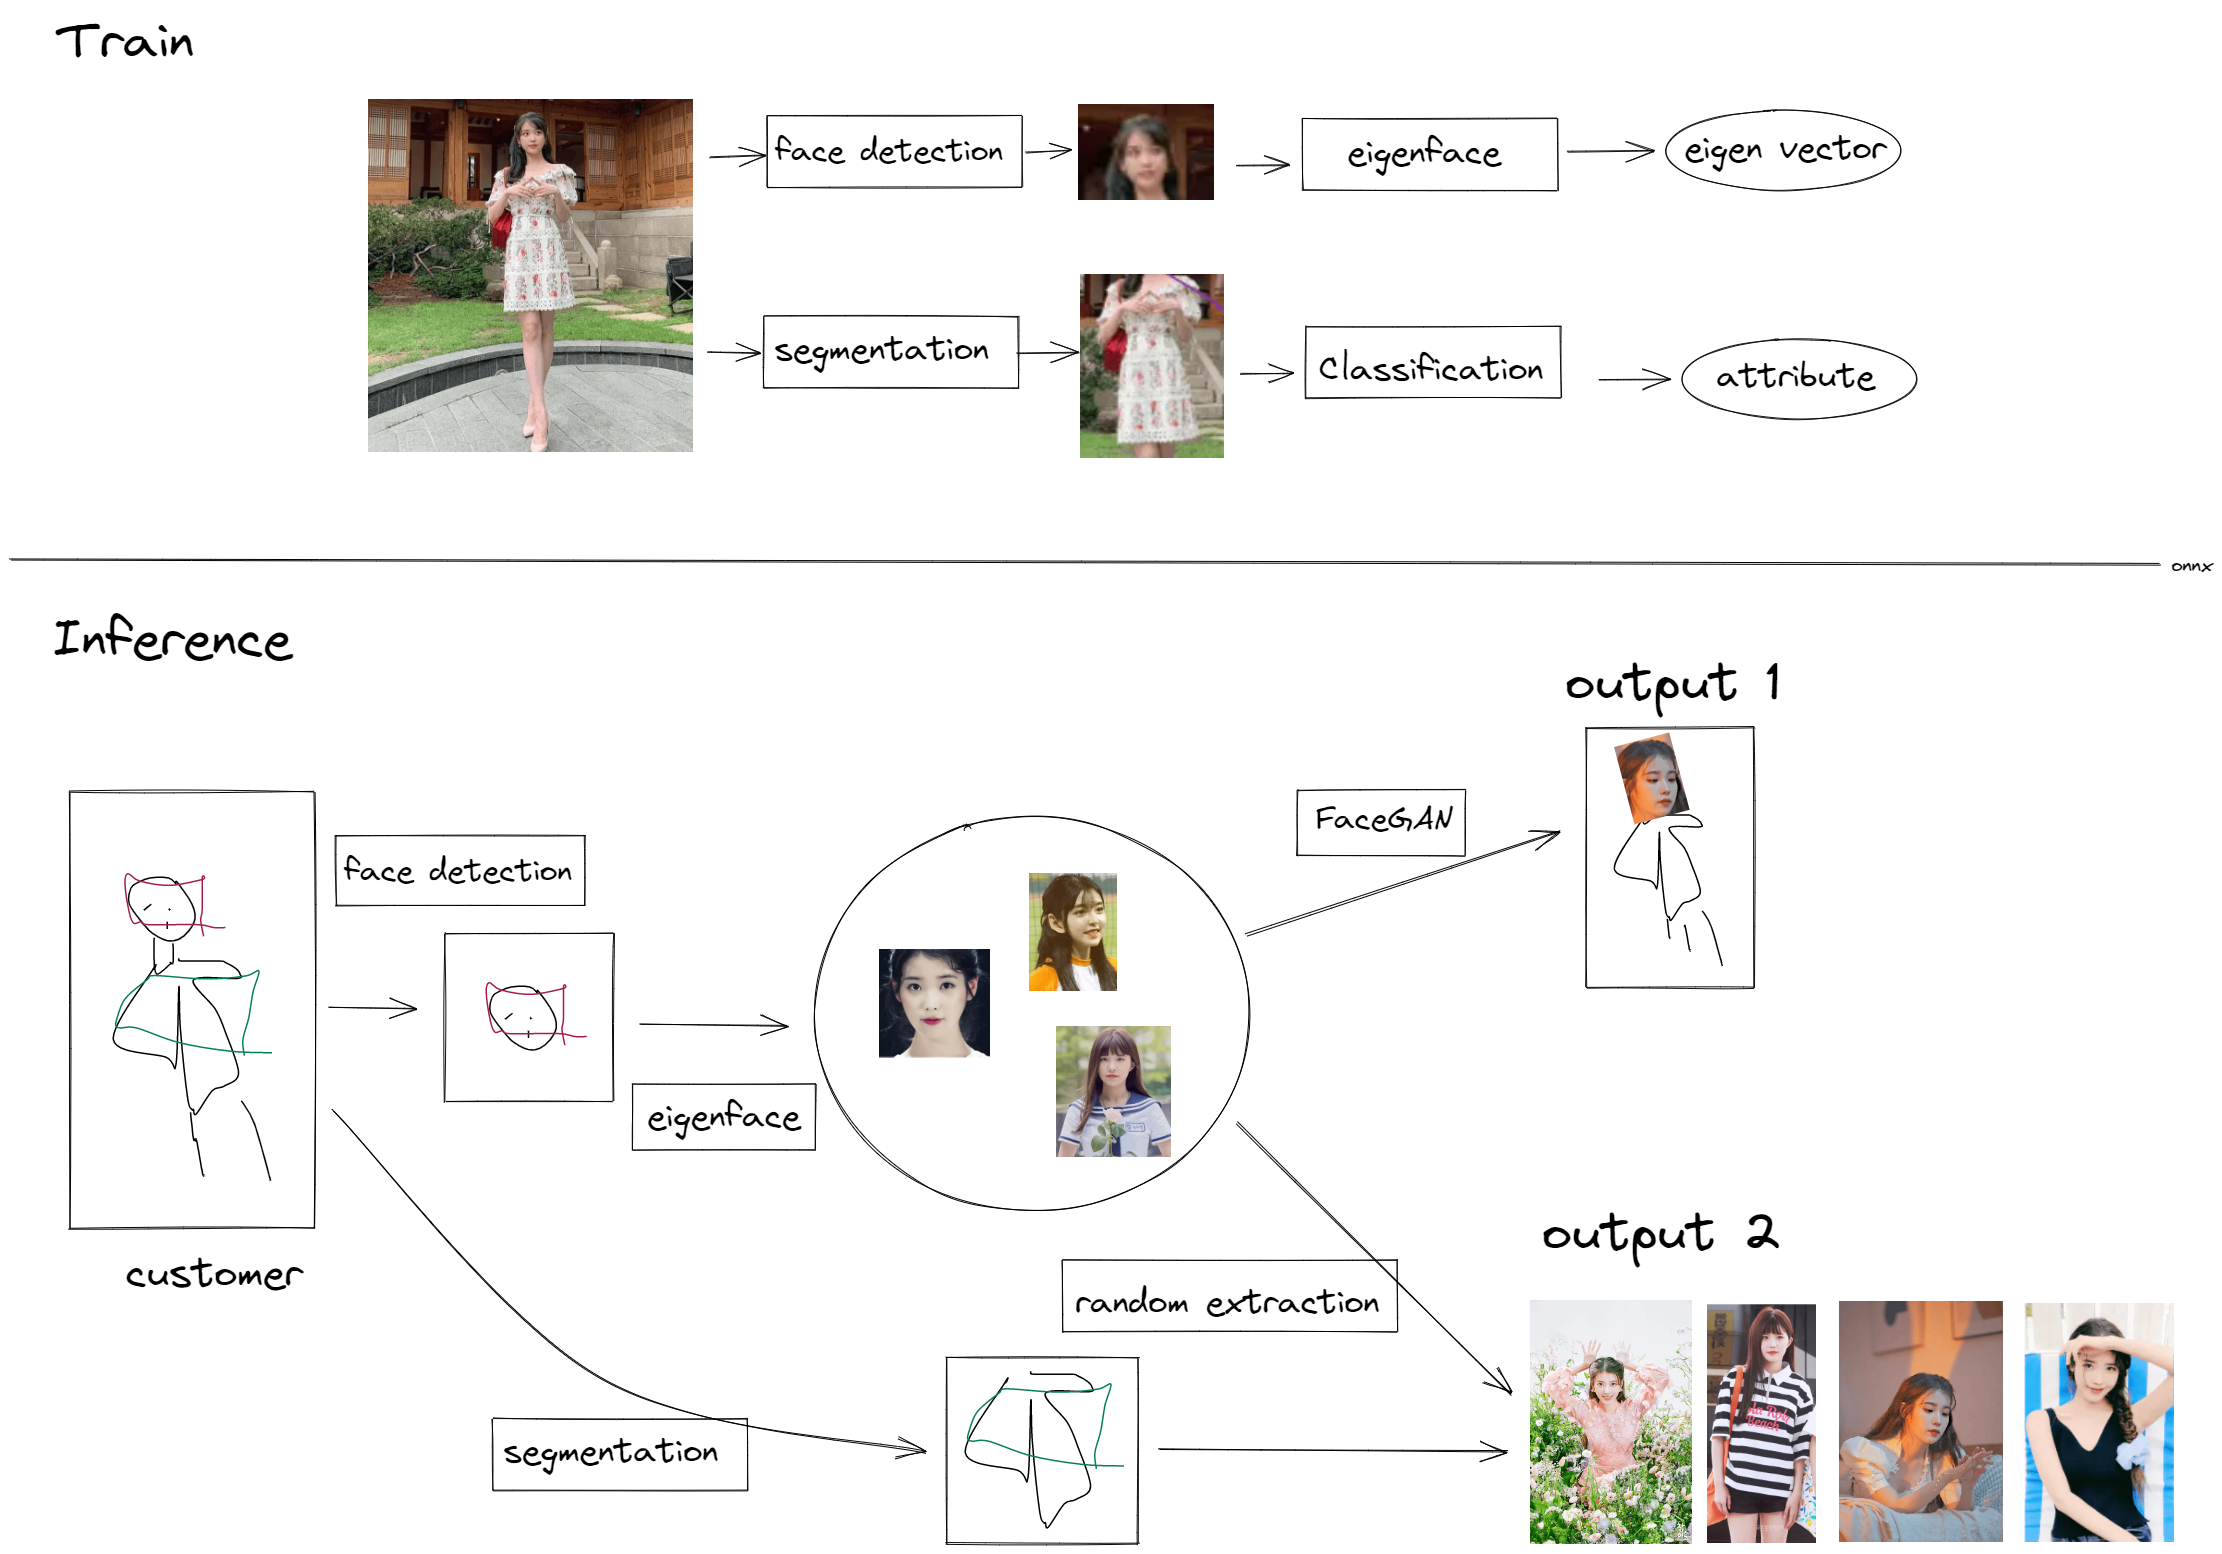 Train
face detection
eigenface
eigen vector
segmentation
Classification
attribute
onnx
Inference
output 1
FaceGAN
face detection
eigenface
customer
output 2
random extraction
segmentation
Beach